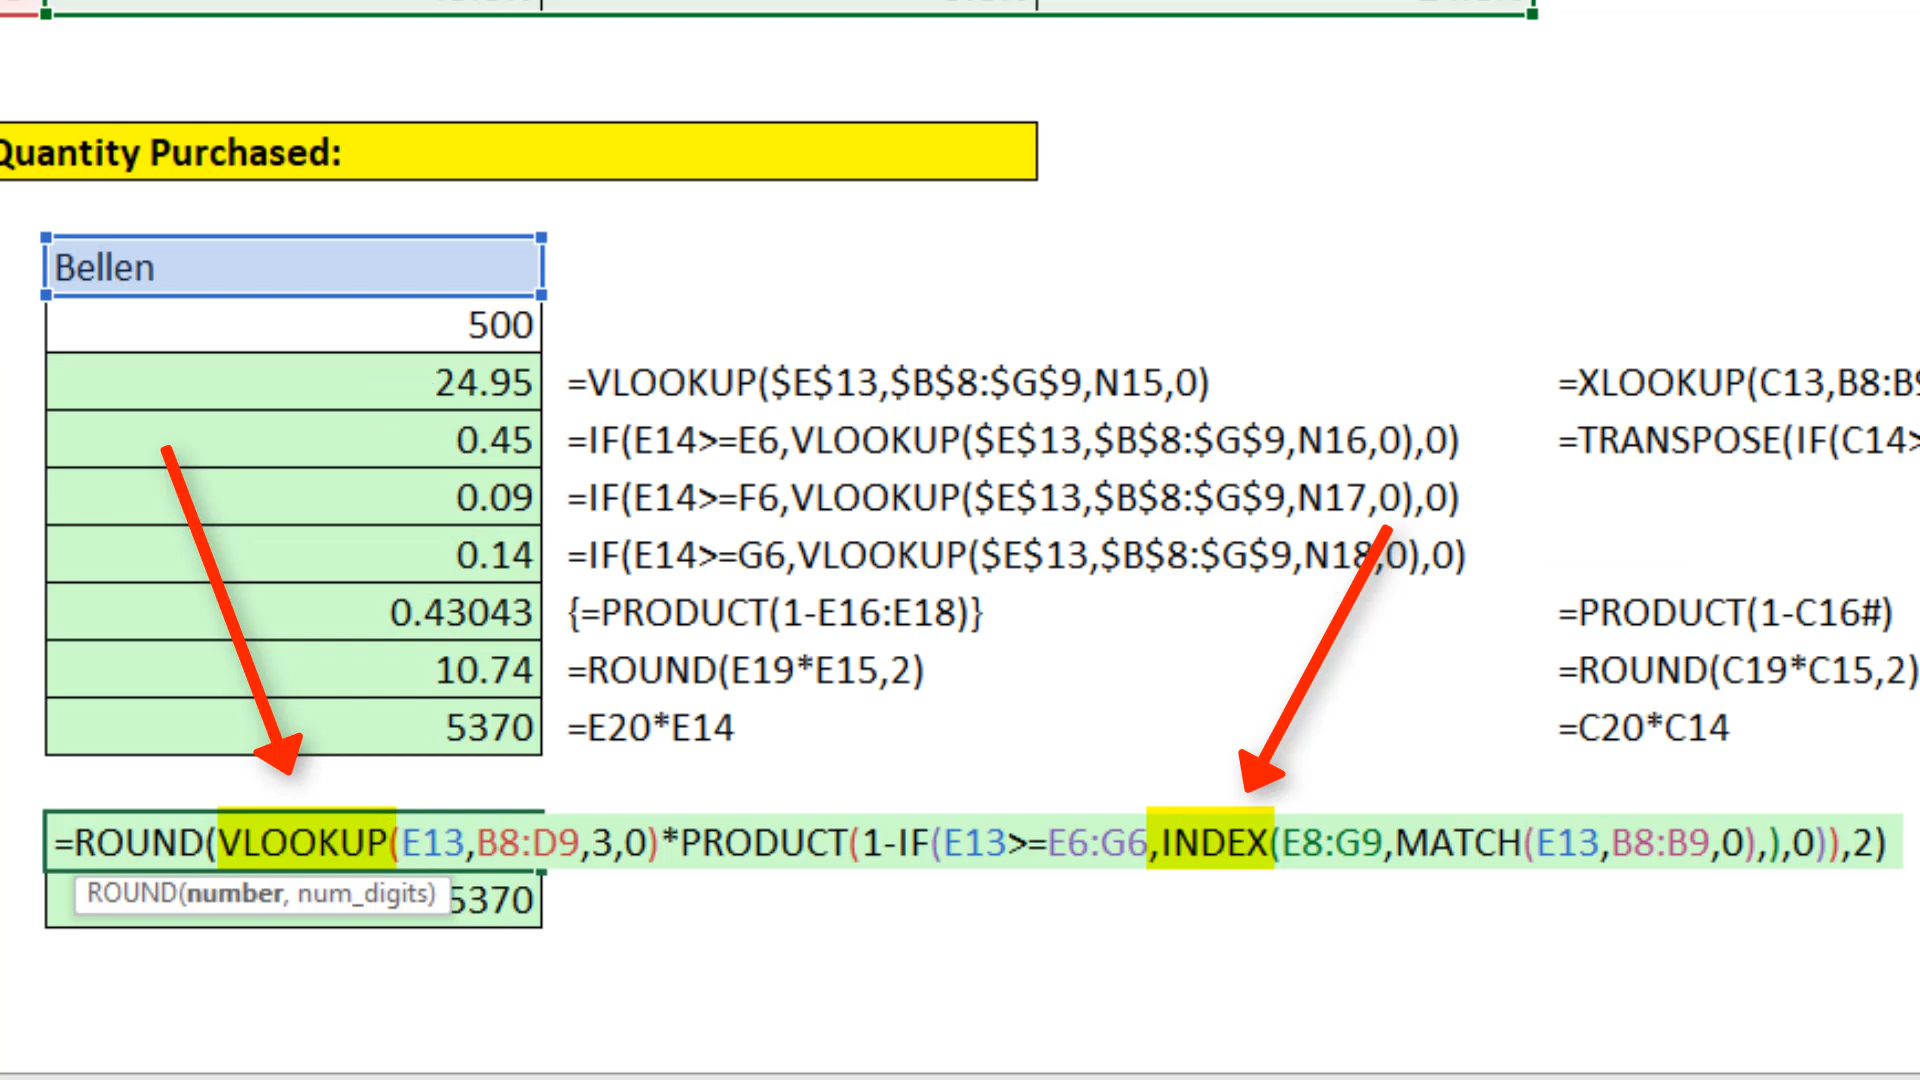 Quantity Purchased:
Bellen
500
24.95 =VLOOKUP($E$13,$B$8:$G$9,N15,0) =XLOOKUP(C13,B8:B9
0.45 =IF(E14>=E6,VLOOKUP($E$13,$B$8:$G$9,N16,0),0) =TRANSPOSE(IF(C14>
0.09 =IF(E14>=F6,VLOOKUP($E$13,$B$8:$G$9,N17,0),0)
0.14 =IF(E14>=G6,VLOOKUP($E$13,$B$8:$G$9,N18,0),0)
0.43043 {=PRODUCT(1-E16:E18)} =PRODUCT(1-C16#)
10.74 =ROUND(E19*E15,2) =ROUND(C19*C15,2)
5370 =E20*E14 =C20*C14
=ROUND(VLOOKUP(E13,B8:D9,3,0)*PRODUCT(1-IF(E13>=E6:G6,INDEX(E8:G9,MATCH(E13,B8:B9,0),),0)),2)
ROUND(number, num_digits) 5370